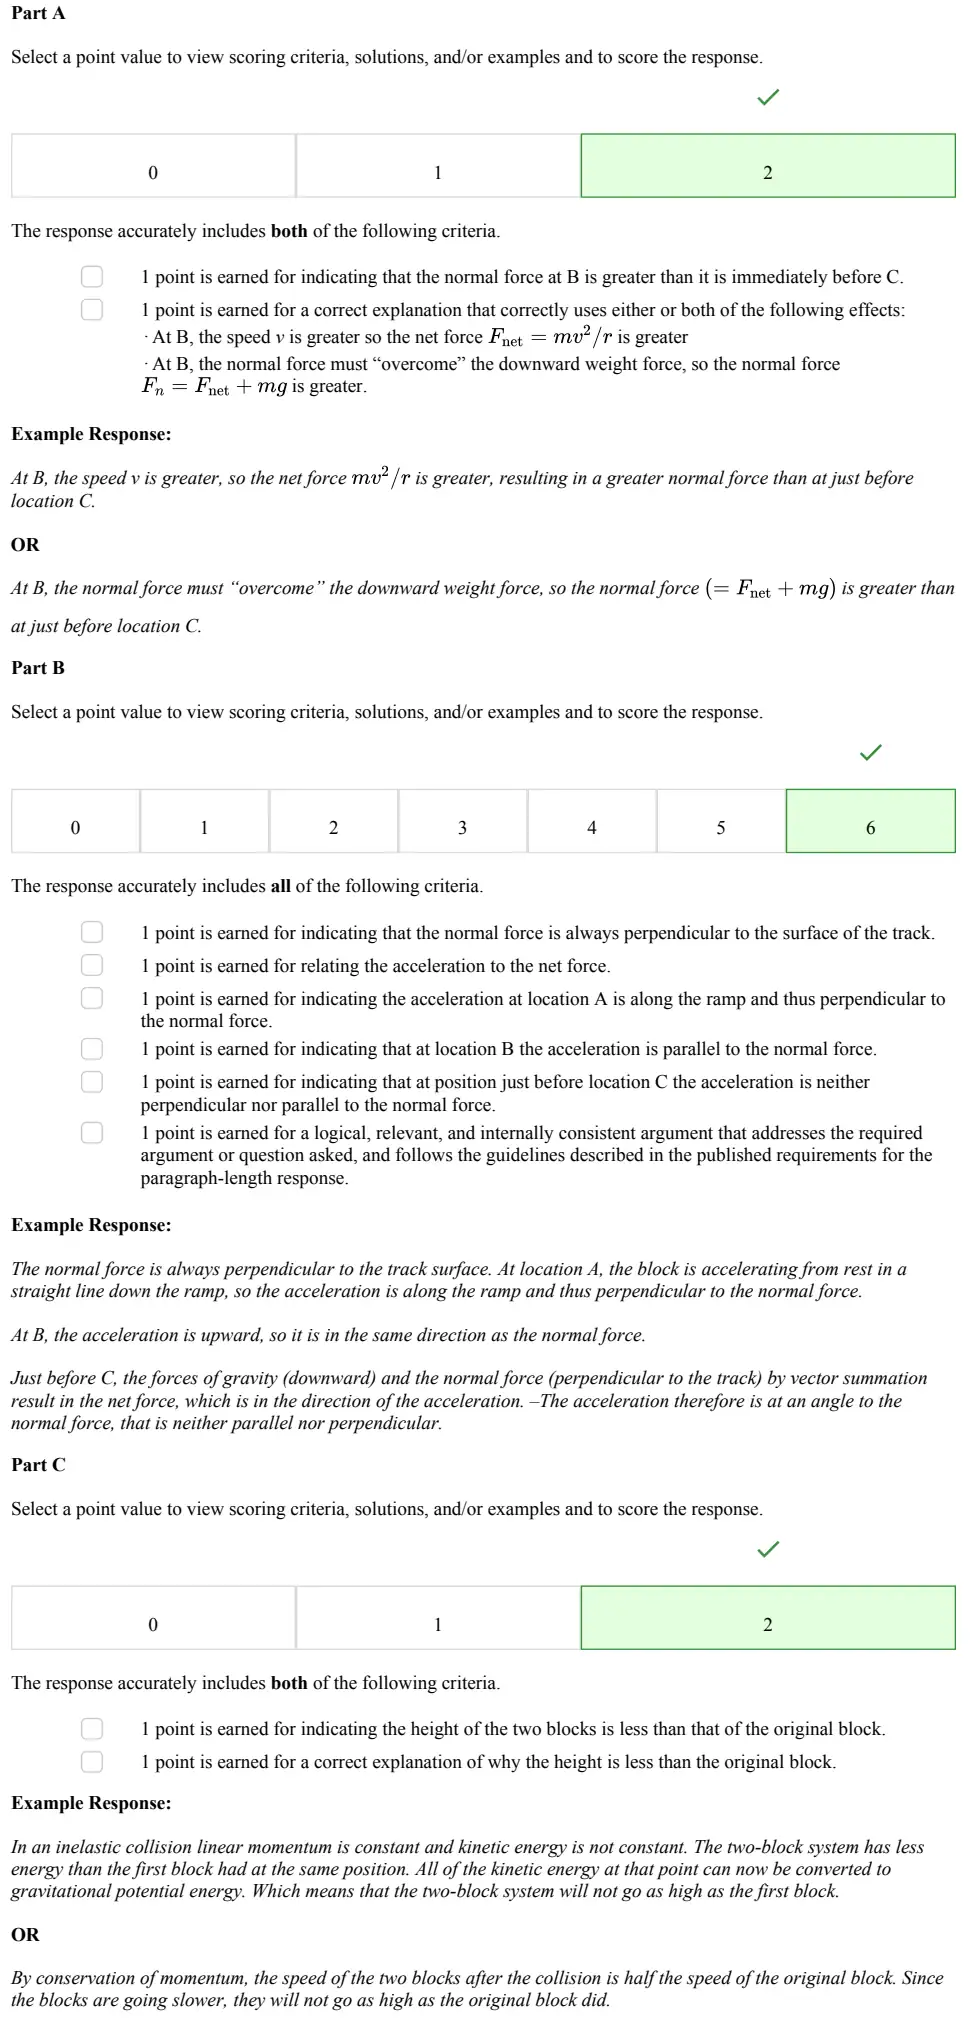 Part A
Select a point value to view scoring criteria, solutions, and/or examples and to score the response.
0 1 2
The response accurately includes both of the following criteria.
1 point is earned for indicating that the normal force at B is greater than it is immediately before C.
1 point is earned for a correct explanation that correctly uses either or both of the following effects:
· At B, the speed v is greater so the net force F_net = mv²/r is greater
· At B, the normal force must “overcome” the downward weight force, so the normal force
F_n = F_net + mg is greater.
Example Response:
At B, the speed v is greater, so the net force mv²/r is greater, resulting in a greater normal force than at just before
location C.
OR
At B, the normal force must “overcome” the downward weight force, so the normal force (= F_net + mg) is greater than
at just before location C.
Part B
Select a point value to view scoring criteria, solutions, and/or examples and to score the response.
0 1 2 3 4 5 6
The response accurately includes all of the following criteria.
1 point is earned for indicating that the normal force is always perpendicular to the surface of the track.
1 point is earned for relating the acceleration to the net force.
1 point is earned for indicating the acceleration at location A is along the ramp and thus perpendicular to
the normal force.
1 point is earned for indicating that at location B the acceleration is parallel to the normal force.
1 point is earned for indicating that at position just before location C the acceleration is neither
perpendicular nor parallel to the normal force.
1 point is earned for a logical, relevant, and internally consistent argument that addresses the required
argument or question asked, and follows the guidelines described in the published requirements for the
paragraph-length response.
Example Response:
The normal force is always perpendicular to the track surface. At location A, the block is accelerating from rest in a
straight line down the ramp, so the acceleration is along the ramp and thus perpendicular to the normal force.
At B, the acceleration is upward, so it is in the same direction as the normal force.
Just before C, the forces of gravity (downward) and the normal force (perpendicular to the track) by vector summation
result in the net force, which is in the direction of the acceleration. –The acceleration therefore is at an angle to the
normal force, that is neither parallel nor perpendicular.
Part C
Select a point value to view scoring criteria, solutions, and/or examples and to score the response.
0 1 2
The response accurately includes both of the following criteria.
1 point is earned for indicating the height of the two blocks is less than that of the original block.
1 point is earned for a correct explanation of why the height is less than the original block.
Example Response:
In an inelastic collision linear momentum is constant and kinetic energy is not constant. The two-block system has less
energy than the first block had at the same position. All of the kinetic energy at that point can now be converted to
gravitational potential energy. Which means that the two-block system will not go as high as the first block.
OR
By conservation of momentum, the speed of the two blocks after the collision is half the speed of the original block. Since
the blocks are going slower, they will not go as high as the original block did.